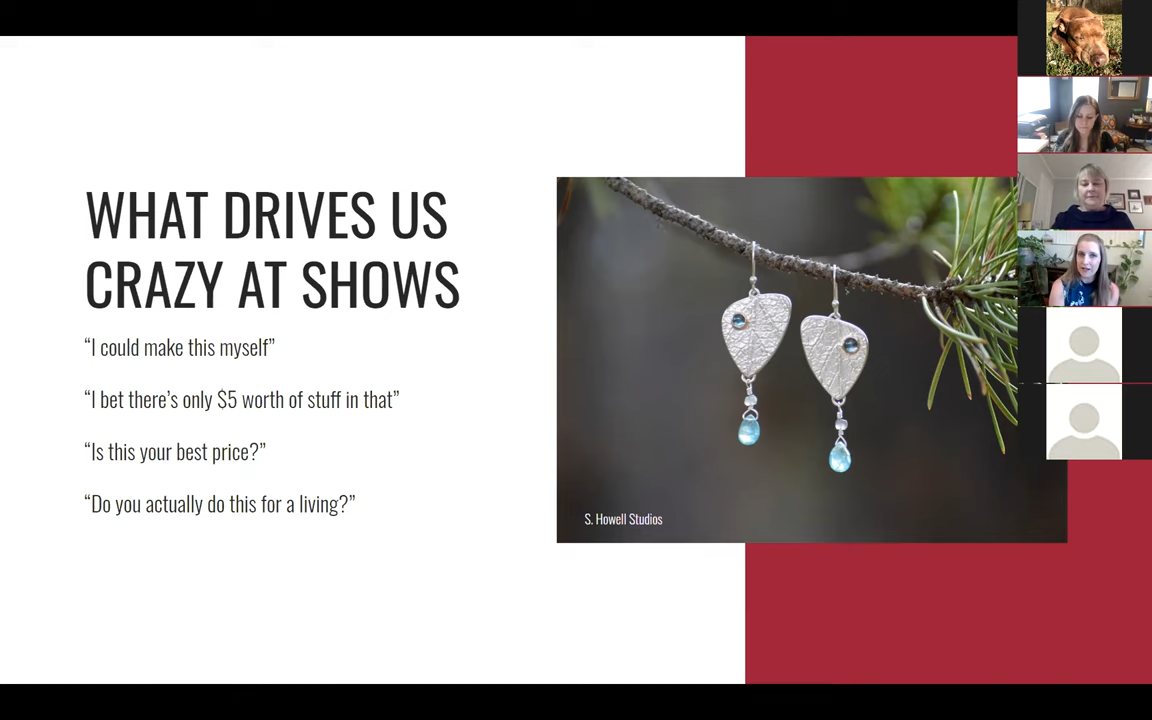 WHAT DRIVES US
CRAZY AT SHOWS
“I could make this myself”
“I bet there’s only $5 worth of stuff in that”
“Is this your best price?”
“Do you actually do this for a living?”
S. Howell Studios